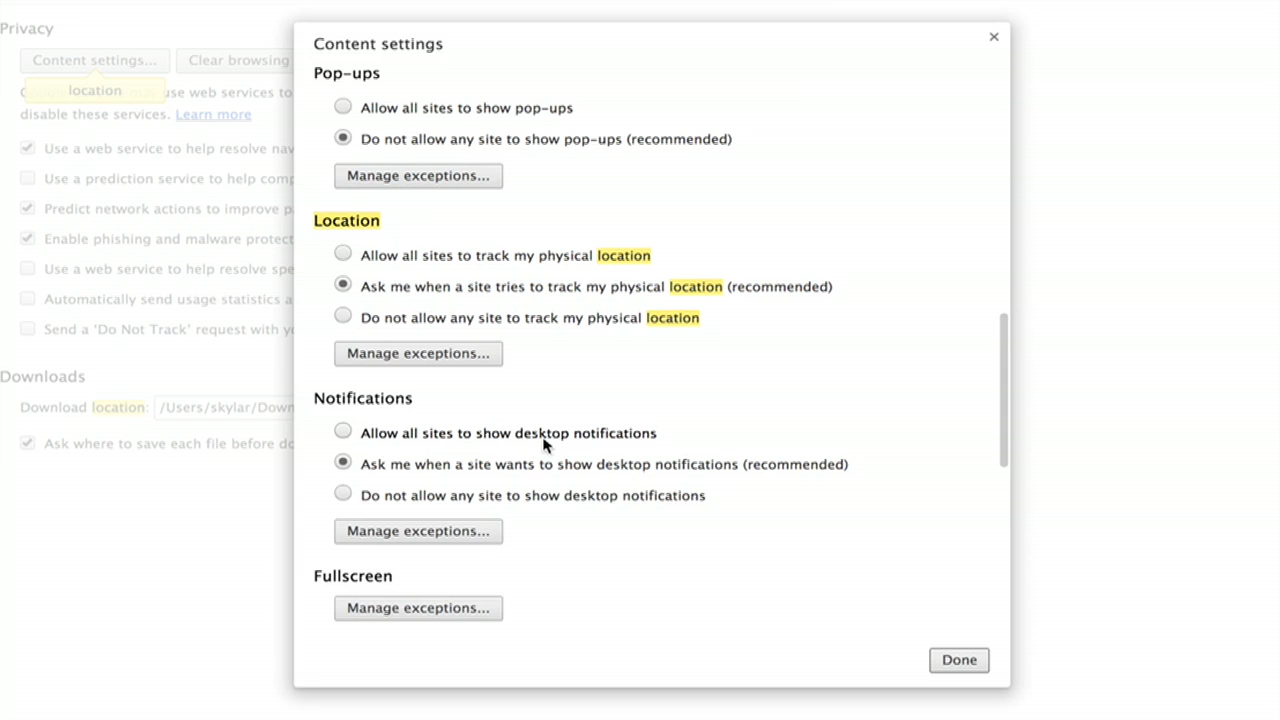 Privacy
Content settings...
Clear browsing
location
use web services to
disable these services. Learn more
Use a web service to help resolve nav
Use a prediction service to help comp
Predict network actions to improve p
Enable phishing and malware protect
Use a web service to help resolve spe
Automatically send usage statistics a
Send a 'Do Not Track' request with yo
Downloads
Download location: /Users/skylar/Down
Ask where to save each file before do
Content settings
Pop-ups
Allow all sites to show pop-ups
Do not allow any site to show pop-ups (recommended)
Manage exceptions...
Location
Allow all sites to track my physical location
Ask me when a site tries to track my physical location (recommended)
Do not allow any site to track my physical location
Manage exceptions...
Notifications
Allow all sites to show desktop notifications
Ask me when a site wants to show desktop notifications (recommended)
Do not allow any site to show desktop notifications
Manage exceptions...
Fullscreen
Manage exceptions...
Done